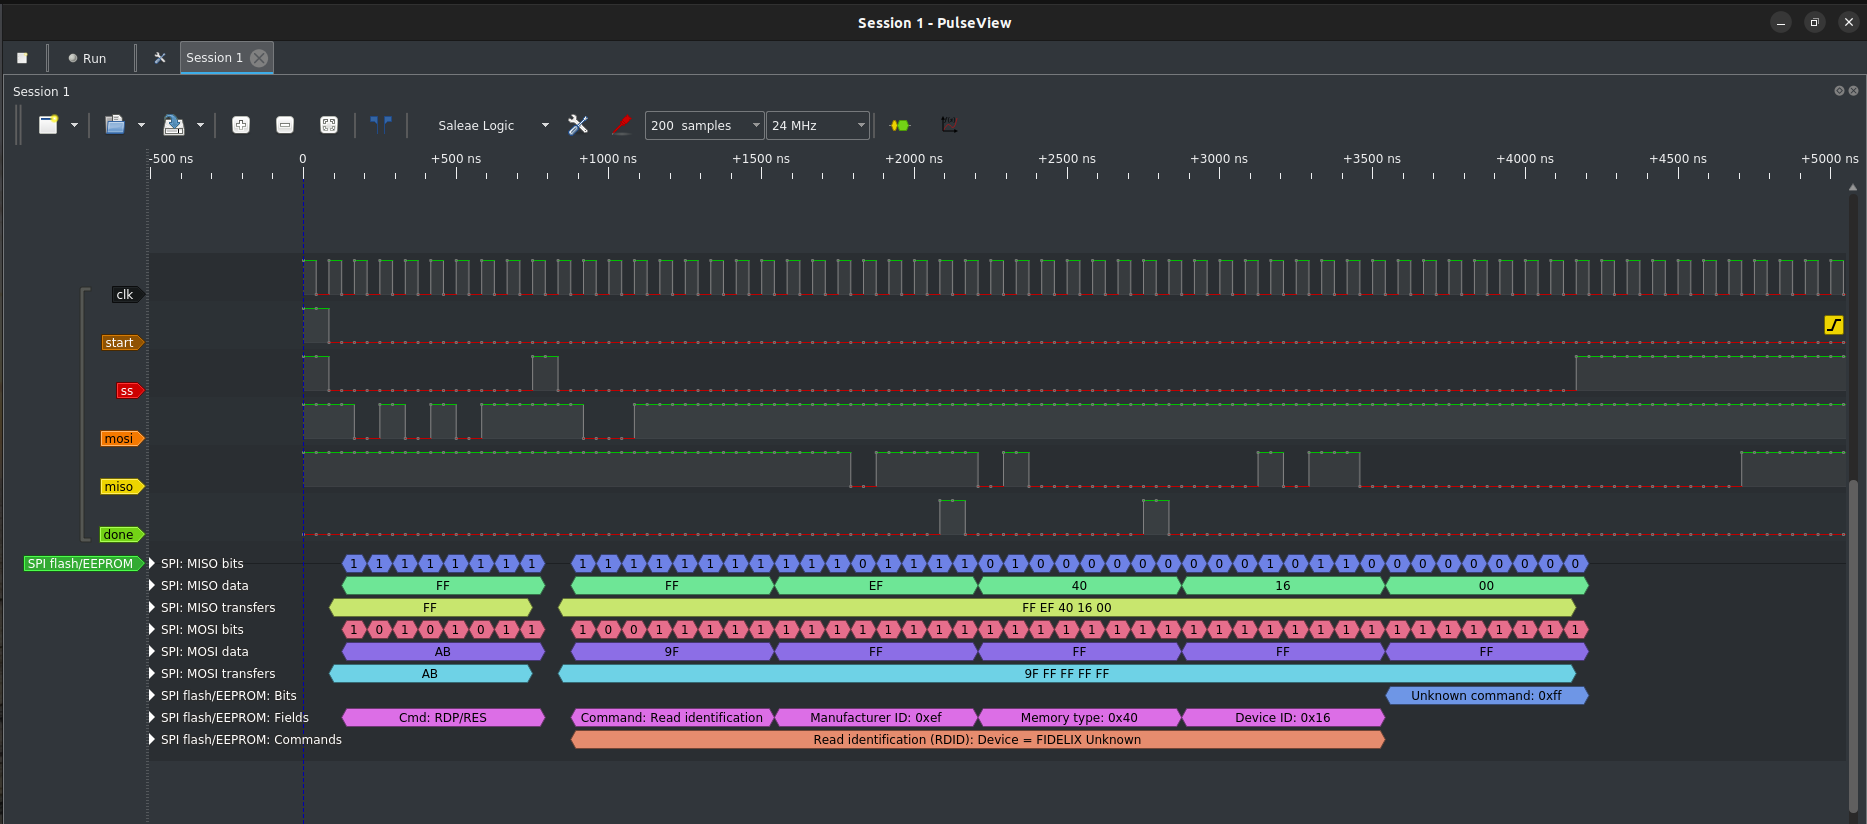 Session 1 - PulseView
Run
Session 1
Session 1
Saleae Logic
200 samples
24 MHz
-500 ns 0 +500 ns +1000 ns +1500 ns +2000 ns +2500 ns +3000 ns +3500 ns +4000 ns +4500 ns +5000 ns
clk
start
ss
mosi
miso
done
SPI flash/EEPROM SPI: MISO bits 1 1 1 1 1 1 1 1 1 1 1 1 1 1 1 1 1 1 1 0 1 1 1 1 0 1 0 0 0 0 0 0 0 0 0 1 0 1 1 0 0 0 0 0 0 0 0 0
SPI: MISO data FF FF EF 40 16 00
SPI: MISO transfers FF FF EF 40 16 00
SPI: MOSI bits 1 0 1 0 1 0 1 1 1 0 0 1 1 1 1 1 1 1 1 1 1 1 1 1 1 1 1 1 1 1 1 1 1 1 1 1 1 1 1 1 1 1 1 1 1 1 1 1
SPI: MOSI data AB 9F FF FF FF FF
SPI: MOSI transfers AB 9F FF FF FF FF
SPI flash/EEPROM: Bits Unknown command: 0xff
SPI flash/EEPROM: Fields Cmd: RDP/RES Command: Read identification Manufacturer ID: 0xef Memory type: 0x40 Device ID: 0x16
SPI flash/EEPROM: Commands Read identification (RDID): Device = FIDELIX Unknown